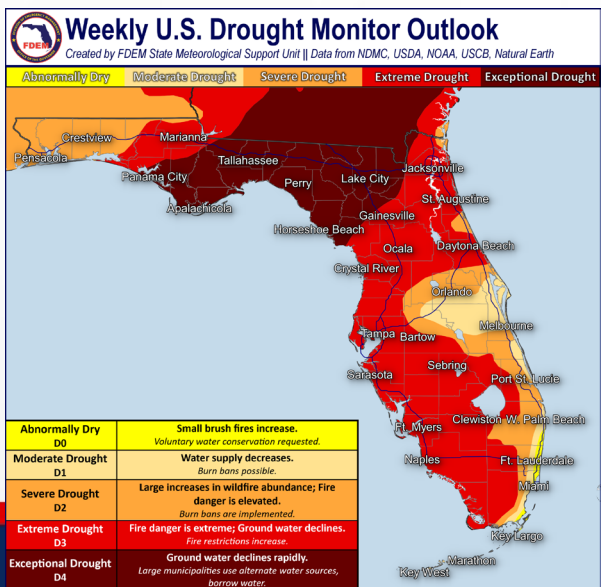 FDEM
Weekly U.S. Drought Monitor Outlook
Created by FDEM State Meteorological Support Unit || Data from NDMC, USDA, NOAA, USCB, Natural Earth
Abnormally Dry
Moderate Drought
Severe Drought
Extreme Drought
Exceptional Drought
Crestview
Marianna
Pensacola
Tallahassee
Jacksonville
Panama City
Perry
Lake City
Apalachicola
St. Augustine
Gainesville
Horseshoe Beach
Ocala
Daytona Beach
Crystal River
Orlando
Melbourne
Tampa
Bartow
Sebring
Sarasota
Port St. Lucie
Clewiston
W. Palm Beach
Ft. Myers
Naples
Ft. Lauderdale
Miami
Key Largo
Marathon
Key West
Abnormally Dry
D0
Small brush fires increase.
Voluntary water conservation requested.
Moderate Drought
D1
Water supply decreases.
Burn bans possible.
Severe Drought
D2
Large increases in wildfire abundance; Fire
danger is elevated.
Burn bans are implemented.
Extreme Drought
D3
Fire danger is extreme; Ground water declines.
Fire restrictions increase.
Exceptional Drought
D4
Ground water declines rapidly.
Large municipalities use alternate water sources,
borrow water.